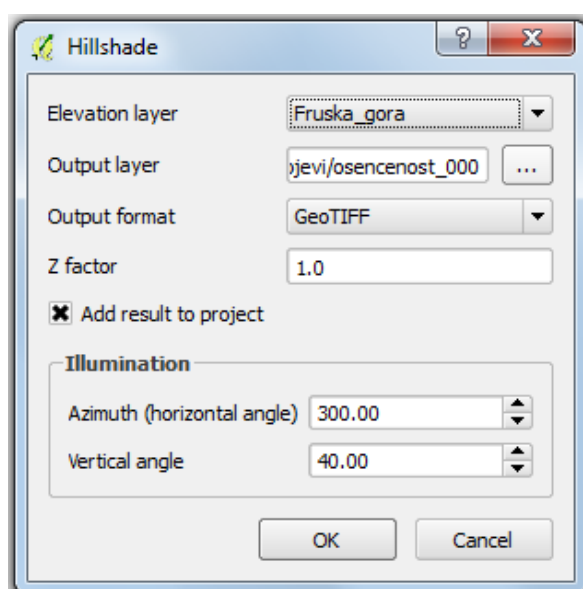 Hillshade
Elevation layer Fruska_gora
Output layer ojevi/osencenost_000 ...
Output format GeoTIFF
Z factor 1.0
Add result to project
Illumination
Azimuth (horizontal angle) 300.00
Vertical angle 40.00
OK Cancel